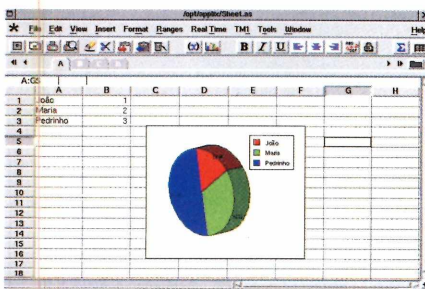 /opt/applix/Sheet.as
File Edit View Insert Format Ranges Real Time TM1 Tools Window Help
B I U
A
A:G5
A B C D E F G H
1 João 1
2 Maria 2
3 Pedrinho 3
4
5
6
7
8
9
10
11
12
13
14
15
16
17
18
João
Maria
Pedrinho